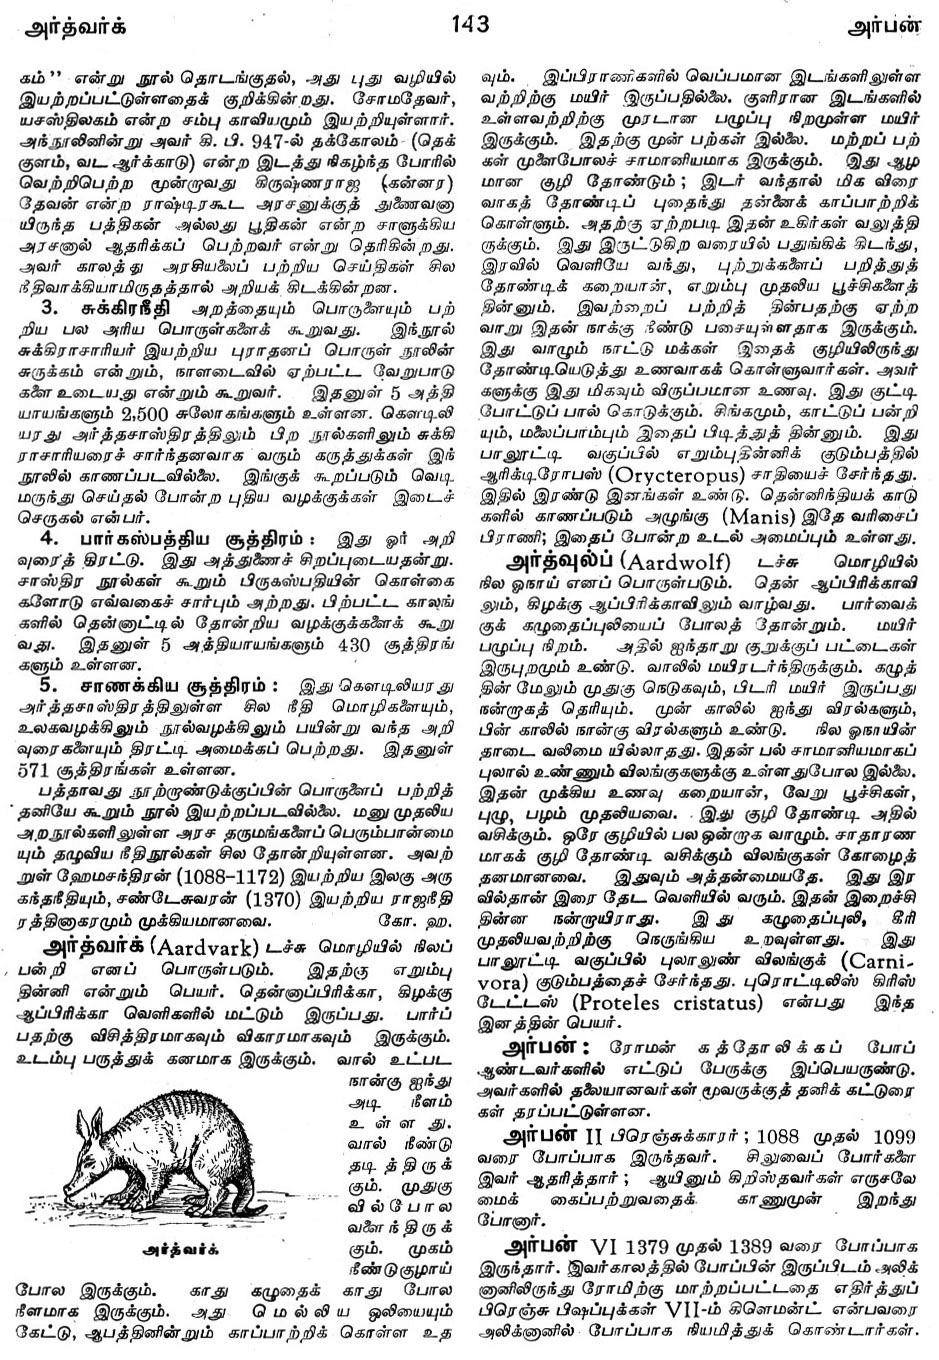 அர்த்வர்க்
143
அர்பன்
கம்” என்று நூல் தொடங்குதல், அது புது வழியில்
இயற்றப்பட்டுள்ளதைக் குறிக்கின்றது. சோமதேவர்,
யசஸ்திலகம் என்ற சம்பு காவியமும் இயற்றியுள்ளார்.
அந்நூலினின்று அவர் கி. பி. 947-ல் தக்கோலம் (தெக்
குளம், வட ஆர்க்காடு) என்ற இடத்து நிகழ்ந்த போரில்
வெற்றிபெற்ற மூன்றுவது கிருஷ்ணராஜ (கன்னர)
தேவன் என்ற ராஷ்டிரகூட அரசனுக்குத் துணைவனா
யிருந்த பத்திகன் அல்லது பூதிகன் என்ற சாளுக்கிய
அரசனால் ஆதரிக்கப் பெற்றவர் என்று தெரிகின்றது.
அவர் காலத்து அரசியலைப் பற்றிய செய்திகள் சில
நீதிவாக்கியாமிருதத்தால் அறியக் கிடக்கின்றன.
3. சுக்கிரநீதி அறத்தையும் பொருளையும் பற்
றிய பல அரிய பொருள்களைக் கூறுவது. இந்நூல்
சுக்கிராசாரியர் இயற்றிய புராதனப் பொருள் நூலின்
சுருக்கம் என்றும், நாளடைவில் ஏற்பட்ட வேறுபாடு
களை உடையது என்றும் கூறுவர். இதனுள் 5 அத்தி
யாயங்களும் 2,500 சுலோகங்களும் உள்ளன. கௌடிலி
யரது அர்த்தசாஸ்திரத்திலும் பிற நூல்களிலும் சுக்கி
ராசாரியரைச் சார்ந்தனவாக வரும் கருத்துக்கள் இந்
நூலில் காணப்படவில்லை. இங்குக் கூறப்படும் வெடி
மருந்து செய்தல் போன்ற புதிய வழக்குக்கள் இடைச்
செருகல் என்பர்.
4. பார்கஸ்பத்திய சூத்திரம் : இது ஓர் அறி
வுரைத் திரட்டு. இது அத்துணைச் சிறப்புடையதன்று.
சாஸ்திர நூல்கள் கூறும் பிருகஸ்பதியின் கொள்கை
களோடு எவ்வகைச் சார்பும் அற்றது. பிற்பட்ட காலங்
களில் தென்னாட்டில் தோன்றிய வழக்குக்களைக் கூறு
வது. இதனுள் 5 அத்தியாயங்களும் 430 சூத்திரங்
களும் உள்ளன.
5. சாணக்கிய சூத்திரம் : இது கௌடிலியரது
அர்த்தசாஸ்திரத்திலுள்ள சில நீதி மொழிகளையும்,
உலகவழக்கிலும் நூல்வழக்கிலும் பயின்று வந்த அறி
வுரைகளையும் திரட்டி அமைக்கப் பெற்றது. இதனுள்
571 சூத்திரங்கள் உள்ளன.
பத்தாவது நூற்றுண்டுக்குப்பின் பொருளைப் பற்றித்
தனியே கூறும் நூல் இயற்றப்படவில்லை. மனு முதலிய
அறநூல்களிலுள்ள அரச தருமங்களைப் பெரும்பான்மை
யும் தழுவிய நீதிநூல்கள் சில தோன்றியுள்ளன. அவற்
றுள் ஹேமசந்திரன் (1088-1172) இயற்றிய இலகு அரு
கந்தநீதியும், சண்டேசுவரன் (1370) இயற்றிய ராஜநீதி
ரத்தினாகரமும் முக்கியமானவை. கோ. ஹ.
அர்த்வர்க் (Aardvark) டச்சு மொழியில் நிலப்
பன்றி எனப் பொருள்படும். இதற்கு எறும்பு
தின்னி என்றும் பெயர். தென்னாப்பிரிக்கா, கிழக்கு
ஆப்பிரிக்கா வெளிகளில் மட்டும் இருப்பது. பார்ப்
பதற்கு விசித்திரமாகவும் விகாரமாகவும் இருக்கும்.
உடம்பு பருத்துக் கனமாக இருக்கும். வால் உட்பட
நான்கு ஐந்து
அடி நீளம்
உள்ளது.
வால் நீண்டு
தடித்திருக்
கும். முதுகு
வில்போல
வளைந்திருக்
கும். முகம்
நீண்டுகுழாய்
அர்த்வர்க்
போல இருக்கும். காது கழுதைக் காது போல
நீளமாக இருக்கும். அது மெல்லிய ஒலியையும்
கேட்டு, ஆபத்தினின்றும் காப்பாற்றிக் கொள்ள உத
வும். இப்பிராணிகளில் வெப்பமான இடங்களிலுள்ள
வற்றிற்கு மயிர் இருப்பதில்லை. குளிரான இடங்களில்
உள்ளவற்றிற்கு முரடான பழுப்பு நிறமுள்ள மயிர்
இருக்கும். இதற்கு முன் பற்கள் இல்லை. மற்றப் பற்
கள் முளைபோலச் சாமானியமாக இருக்கும். இது ஆழ
மான குழி தோண்டும் ; இடர் வந்தால் மிக விரை
வாகத் தோண்டிப் புதைந்து தன்னைக் காப்பாற்றிக்
கொள்ளும். அதற்கு ஏற்றபடி இதன் உகிர்கள் வலுத்தி
ருக்கும். இது இருட்டுகிற வரையில் பதுங்கிக் கிடந்து,
இரவில் வெளியே வந்து, புற்றுக்களைப் பறித்துத்
தோண்டிக் கறையான், எறும்பு முதலிய பூச்சிகளைத்
தின்னும். இவற்றைப் பற்றித் தின்பதற்கு ஏற்ற
வாறு இதன் நாக்கு நீண்டு பசையுள்ளதாக இருக்கும்.
இது வாழும் நாட்டு மக்கள் இதைக் குழியிலிருந்து
தோண்டியெடுத்து உணவாகக் கொள்ளுவார்கள். அவர்
களுக்கு இது மிகவும் விருப்பமான உணவு. இது குட்டி
போட்டுப் பால் கொடுக்கும். சிங்கமும், காட்டுப் பன்றி
யும், மலைப்பாம்பும் இதைப் பிடித்துத் தின்னும். இது
பாலூட்டி வகுப்பில் எறும்புதின்னிக் குடும்பத்தில்
ஆரிக்டிரோபஸ் (Orycteropus) சாதியைச் சேர்ந்தது.
இதில் இரண்டு இனங்கள் உண்டு. தென்னிந்தியக் காடு
களில் காணப்படும் அழுங்கு (Manis) இதே வரிசைப்
பிராணி; இதைப் போன்ற உடல் அமைப்பும் உள்ளது.
அர்த்வுல்ப் (Aardwolf) டச்சு மொழியில்
நில ஓநாய் எனப் பொருள்படும். தென் ஆப்பிரிக்காவி
லும், கிழக்கு ஆப்பிரிக்காவிலும் வாழ்வது. பார்வைக்
குக் கழுதைப்புலியைப் போலத் தோன்றும். மயிர்
பழுப்பு நிறம். அதில் ஐந்தாறு குறுக்குப் பட்டைகள்
இருபுறமும் உண்டு. வாலில் மயிரடர்ந்திருக்கும். கழுத்
தின் மேலும் முதுகு நெடுகவும், பிடரி மயிர் இருப்பது
நன்றுகத் தெரியும். முன் காலில் ஐந்து விரல்களும்,
பின் காலில் நான்கு விரல்களும் உண்டு. நில ஓநாயின்
தாடை வலிமை யில்லாதது. இதன் பல் சாமானியமாகப்
புலால் உண்ணும் விலங்குகளுக்கு உள்ளதுபோல இல்லை.
இதன் முக்கிய உணவு கறையான், வேறு பூச்சிகள்,
புழு, பழம் முதலியவை. இது குழி தோண்டி அதில்
வசிக்கும். ஒரே குழியில் பல ஒன்றுக வாழும். சாதாரண
மாகக் குழி தோண்டி வசிக்கும் விலங்குகள் கோழைத்
தனமானவை. இதுவும் அத்தன்மையதே. இது இர
வில்தான் இரை தேட வெளியில் வரும். இதன் இறைச்சி
தின்ன நன்றுயிராது. இது கழுதைப்புலி, கீரி
முதலியவற்றிற்கு நெருங்கிய உறவுள்ளது. இது
பாலூட்டி வகுப்பில் புலாலுண் விலங்குக் (Carni-
vora) குடும்பத்தைச் சேர்ந்தது. புரொட்டிலீஸ் கிரிஸ்
டேட்டஸ் (Proteles cristatus) என்பது இந்த
இனத்தின் பெயர்.
அர்பன் : ரோமன் கத்தோலிக்கப் போப்
ஆண்டவர்களில் எட்டுப் பேருக்கு இப்பெயருண்டு.
அவர்களில் தலையானவர்கள் மூவருக்குத் தனிக் கட்டுரை
கள் தரப்பட்டுள்ளன.
அர்பன் II பிரெஞ்சுக்காரர் ; 1088 முதல் 1099
வரை போப்பாக இருந்தவர். சிலுவைப் போர்களை
இவர் ஆதரித்தார் ; ஆயினும் கிறிஸ்தவர்கள் எருசலே
மைக் கைப்பற்றுவதைக் காணுமுன் இறந்து
போனார்.
அர்பன் VI 1379 முதல் 1389 வரை போப்பாக
இருந்தார். இவர்காலத்தில் போப்பின் இருப்பிடம் அவிக்
னானிலிருந்து ரோமிற்கு மாற்றப்பட்டதை எதிர்த்துப்
பிரெஞ்சு பிஷப்புக்கள் VII-ம் கிளெமன்ட் என்பவரை
அவிக்னானில் போப்பாக நியமித்துக் கொண்டார்கள்.